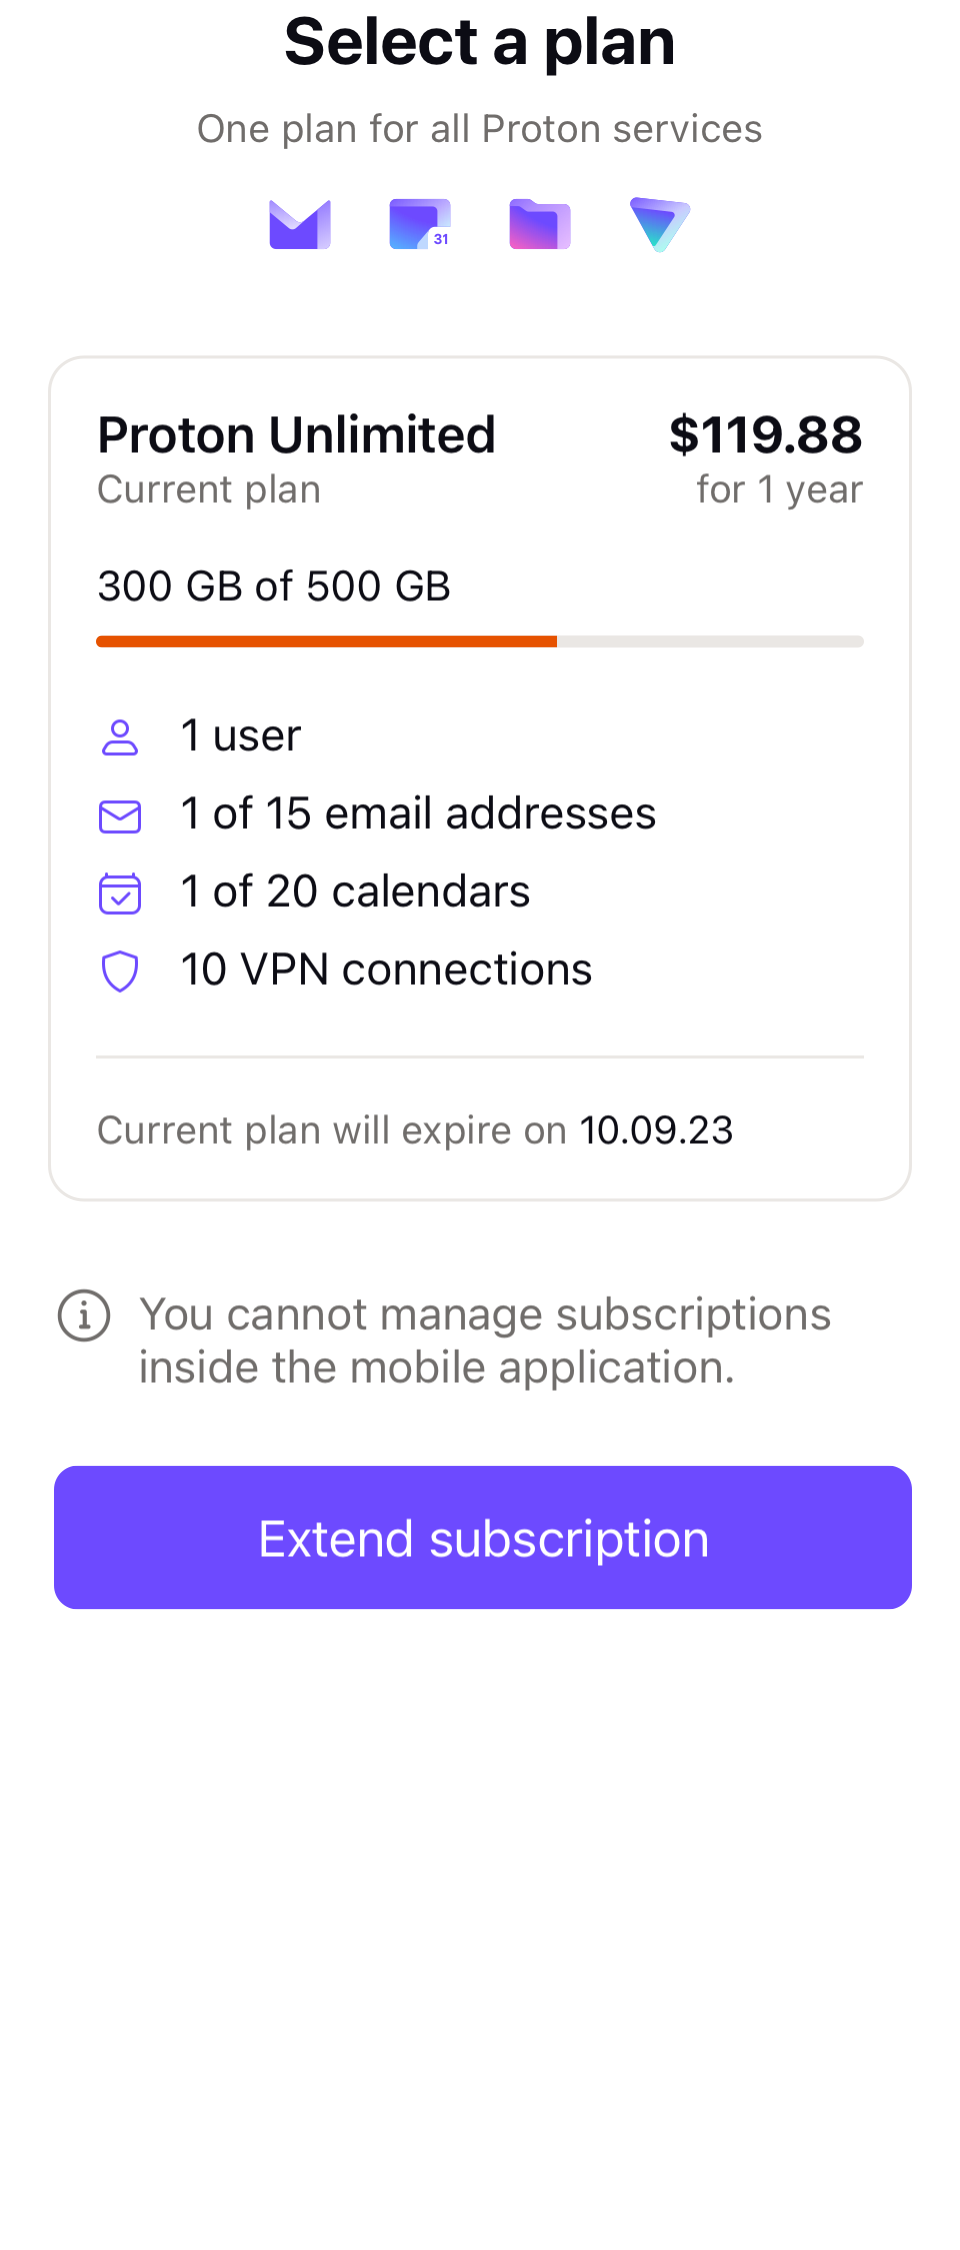 Select a plan
One plan for all Proton services
31
Proton Unlimited
$119.88
Current plan
for 1 year
300 GB of 500 GB
1 user
1 of 15 email addresses
1 of 20 calendars
10 VPN connections
Current plan will expire on 10.09.23
You cannot manage subscriptions
inside the mobile application.
Extend subscription